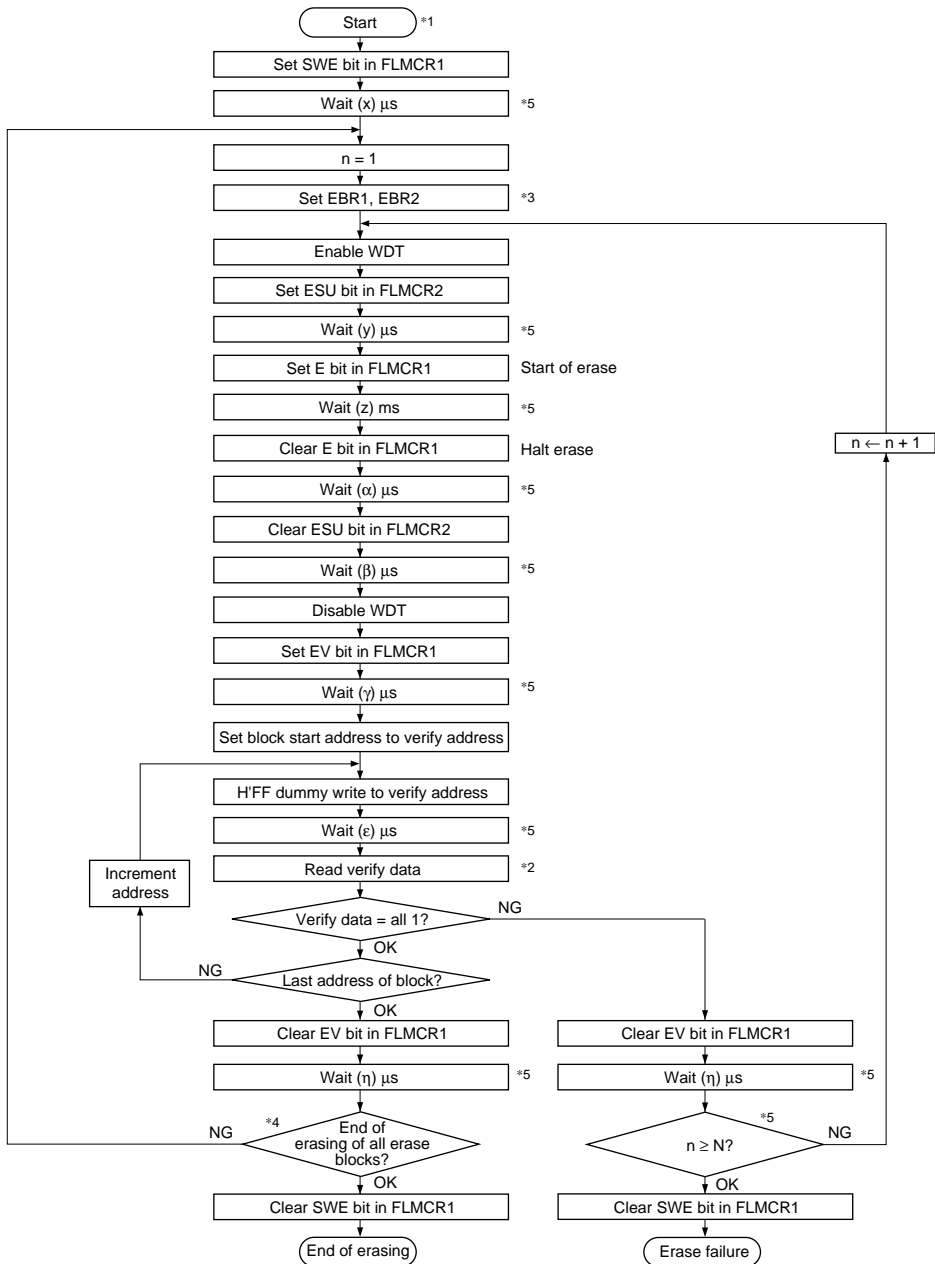 Start *1
Set SWE bit in FLMCR1
Wait (x) μs *5
n = 1
Set EBR1, EBR2 *3
Enable WDT
Set ESU bit in FLMCR2
Wait (y) μs *5
Set E bit in FLMCR1 Start of erase
Wait (z) ms *5
n ← n + 1
Clear E bit in FLMCR1 Halt erase
Wait (α) μs *5
Clear ESU bit in FLMCR2
Wait (β) μs *5
Disable WDT
Set EV bit in FLMCR1
Wait (γ) μs *5
Set block start address to verify address
H'FF dummy write to verify address
Wait (ε) μs *5
Increment
address
Read verify data *2
Verify data = all 1? NG
OK
NG Last address of block?
OK
Clear EV bit in FLMCR1
Wait (η) μs *5
NG *4
End of
erasing of all erase
blocks?
OK
Clear SWE bit in FLMCR1
End of erasing
Clear EV bit in FLMCR1
Wait (η) μs *5
*5
n ≥ N? NG
OK
Clear SWE bit in FLMCR1
Erase failure